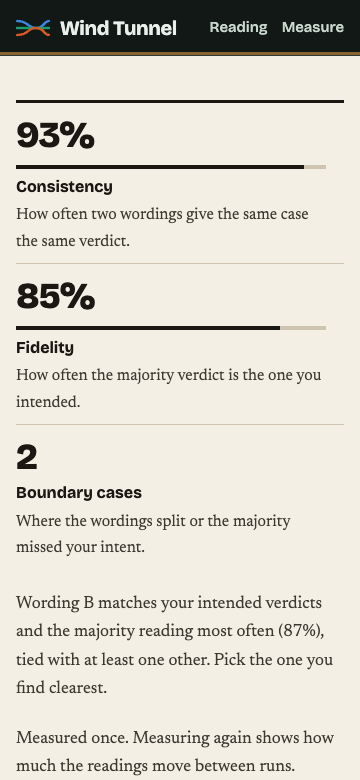 Wind Tunnel
Reading
Measure
93%
Consistency
How often two wordings give the same case
the same verdict.
85%
Fidelity
How often the majority verdict is the one you
intended.
2
Boundary cases
Where the wordings split or the majority
missed your intent.
Wording B matches your intended verdicts
and the majority reading most often (87%),
tied with at least one other. Pick the one you
find clearest.
Measured once. Measuring again shows how
much the readings move between runs.